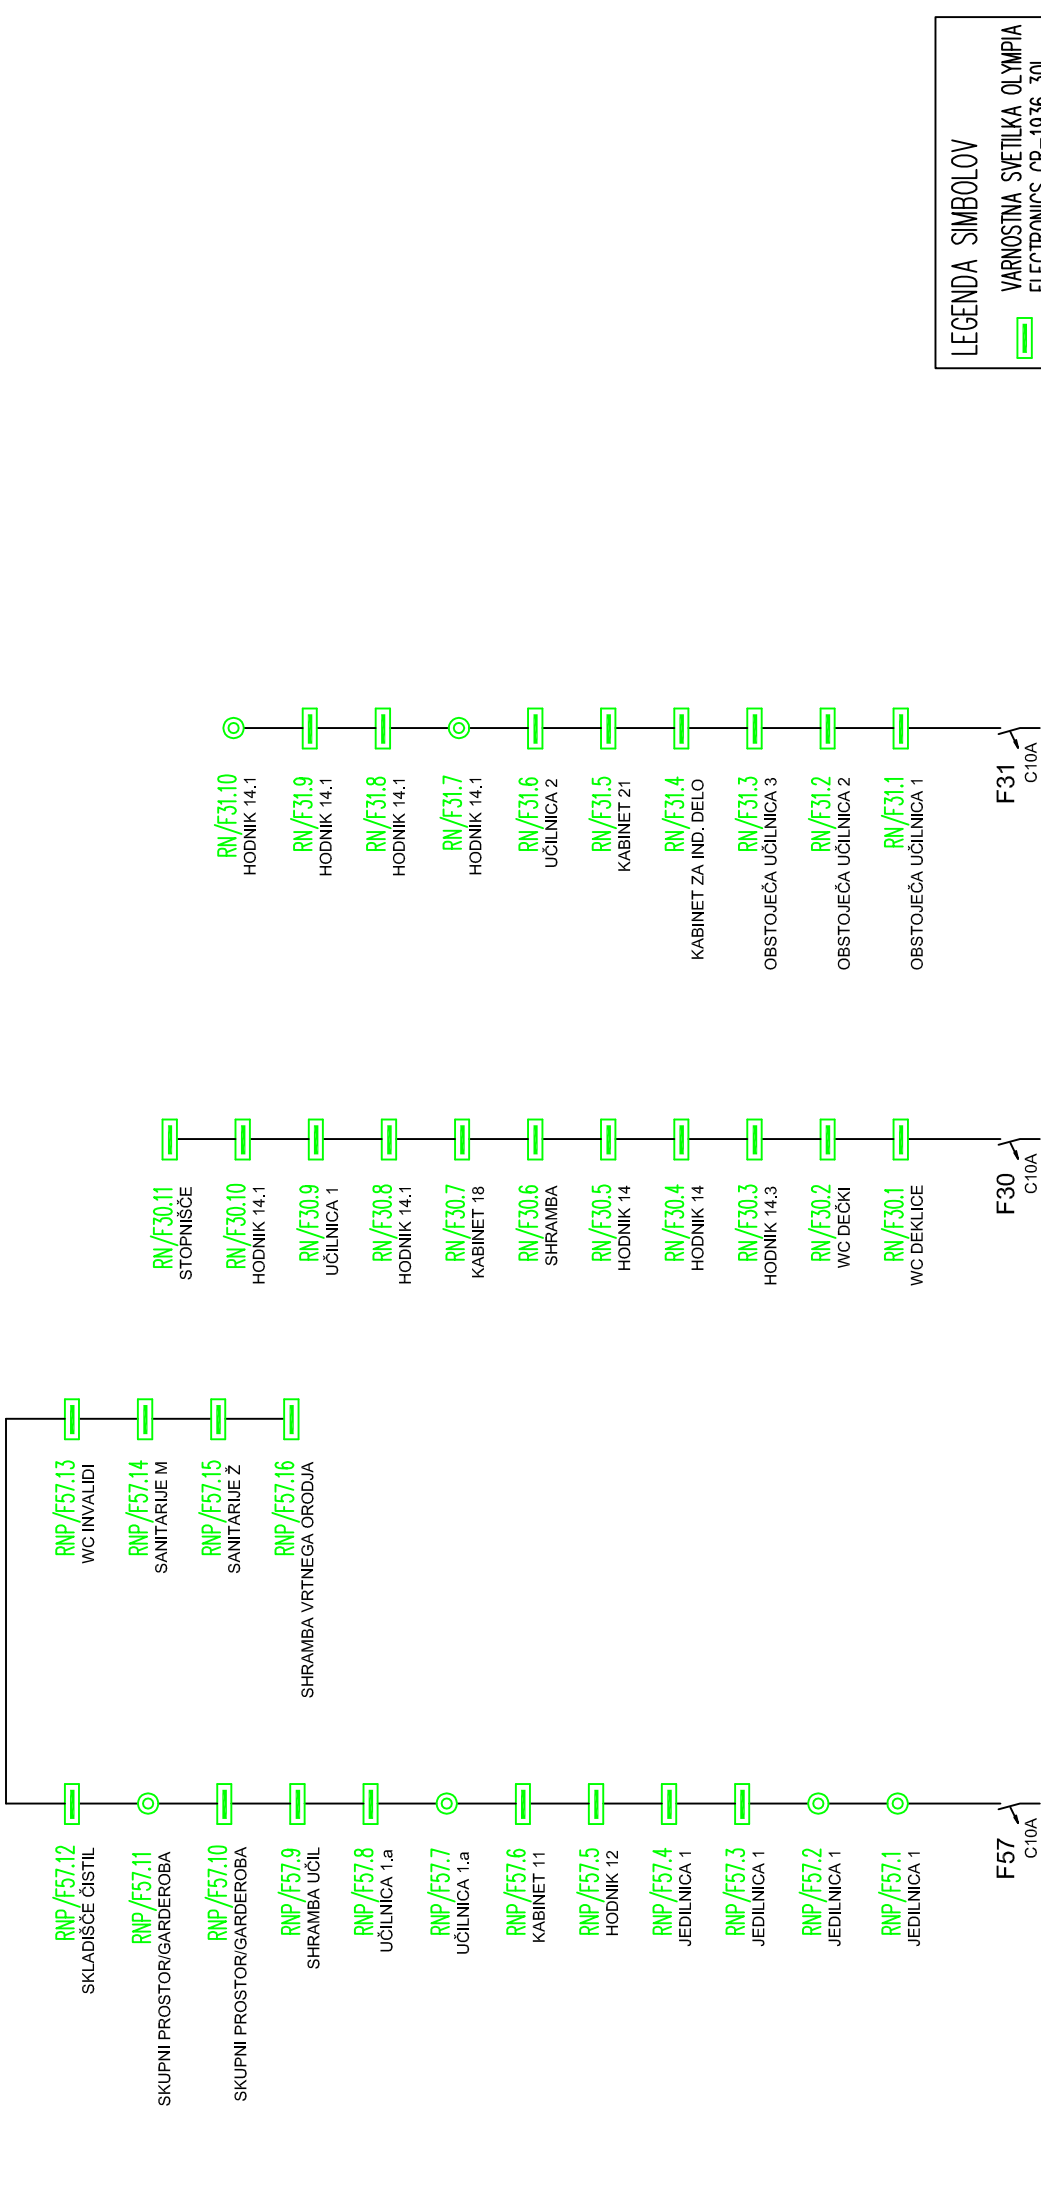 RNP/F57.12
SKLADIŠČE ČISTIL
RNP/F57.11
SKUPNI PROSTOR/GARDEROBA
RNP/F57.10
SKUPNI PROSTOR/GARDEROBA
RNP/F57.9
SHRAMBA UČIL
RNP/F57.8
UČILNICA 1.a
RNP/F57.7
UČILNICA 1.a
RNP/F57.6
KABINET 11
RNP/F57.5
HODNIK 12
RNP/F57.4
JEDILNICA 1
RNP/F57.3
JEDILNICA 1
RNP/F57.2
JEDILNICA 1
RNP/F57.1
JEDILNICA 1
F57
C10A
RNP/F57.13
WC INVALIDI
RNP/F57.14
SANITARIJE M
RNP/F57.15
SANITARIJE Ž
RNP/F57.16
SHRAMBA VRTNEGA ORODJA
RN/F30.11
STOPNIŠČE
RN/F30.10
HODNIK 14.1
RN/F30.9
UČILNICA 1
RN/F30.8
HODNIK 14.1
RN/F30.7
KABINET 18
RN/F30.6
SHRAMBA
RN/F30.5
HODNIK 14
RN/F30.4
HODNIK 14
RN/F30.3
HODNIK 14.3
RN/F30.2
WC DEČKI
RN/F30.1
WC DEKLICE
F30
C10A
RN/F31.10
HODNIK 14.1
RN/F31.9
HODNIK 14.1
RN/F31.8
HODNIK 14.1
RN/F31.7
HODNIK 14.1
RN/F31.6
UČILNICA 2
RN/F31.5
KABINET 21
RN/F31.4
KABINET ZA IND. DELO
RN/F31.3
OBSTOJEČA UČILNICA 3
RN/F31.2
OBSTOJEČA UČILNICA 2
RN/F31.1
OBSTOJEČA UČILNICA 1
F31
C10A
LEGENDA SIMBOLOV
VARNOSTNA SVETILKA OLYMPIA
ELECTRONICS